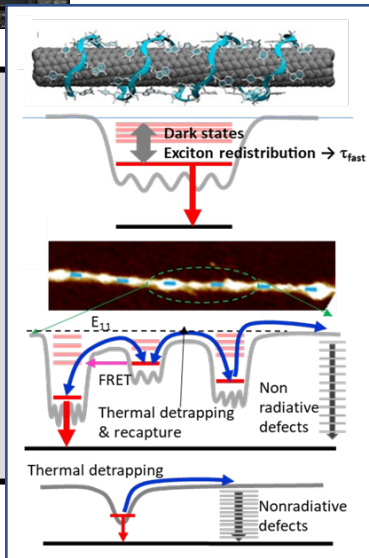 Dark states
Exciton redistribution → τfast
E11
FRET
Thermal detrapping
& recapture
Non
radiative
defects
Thermal detrapping
Nonradiative
defects